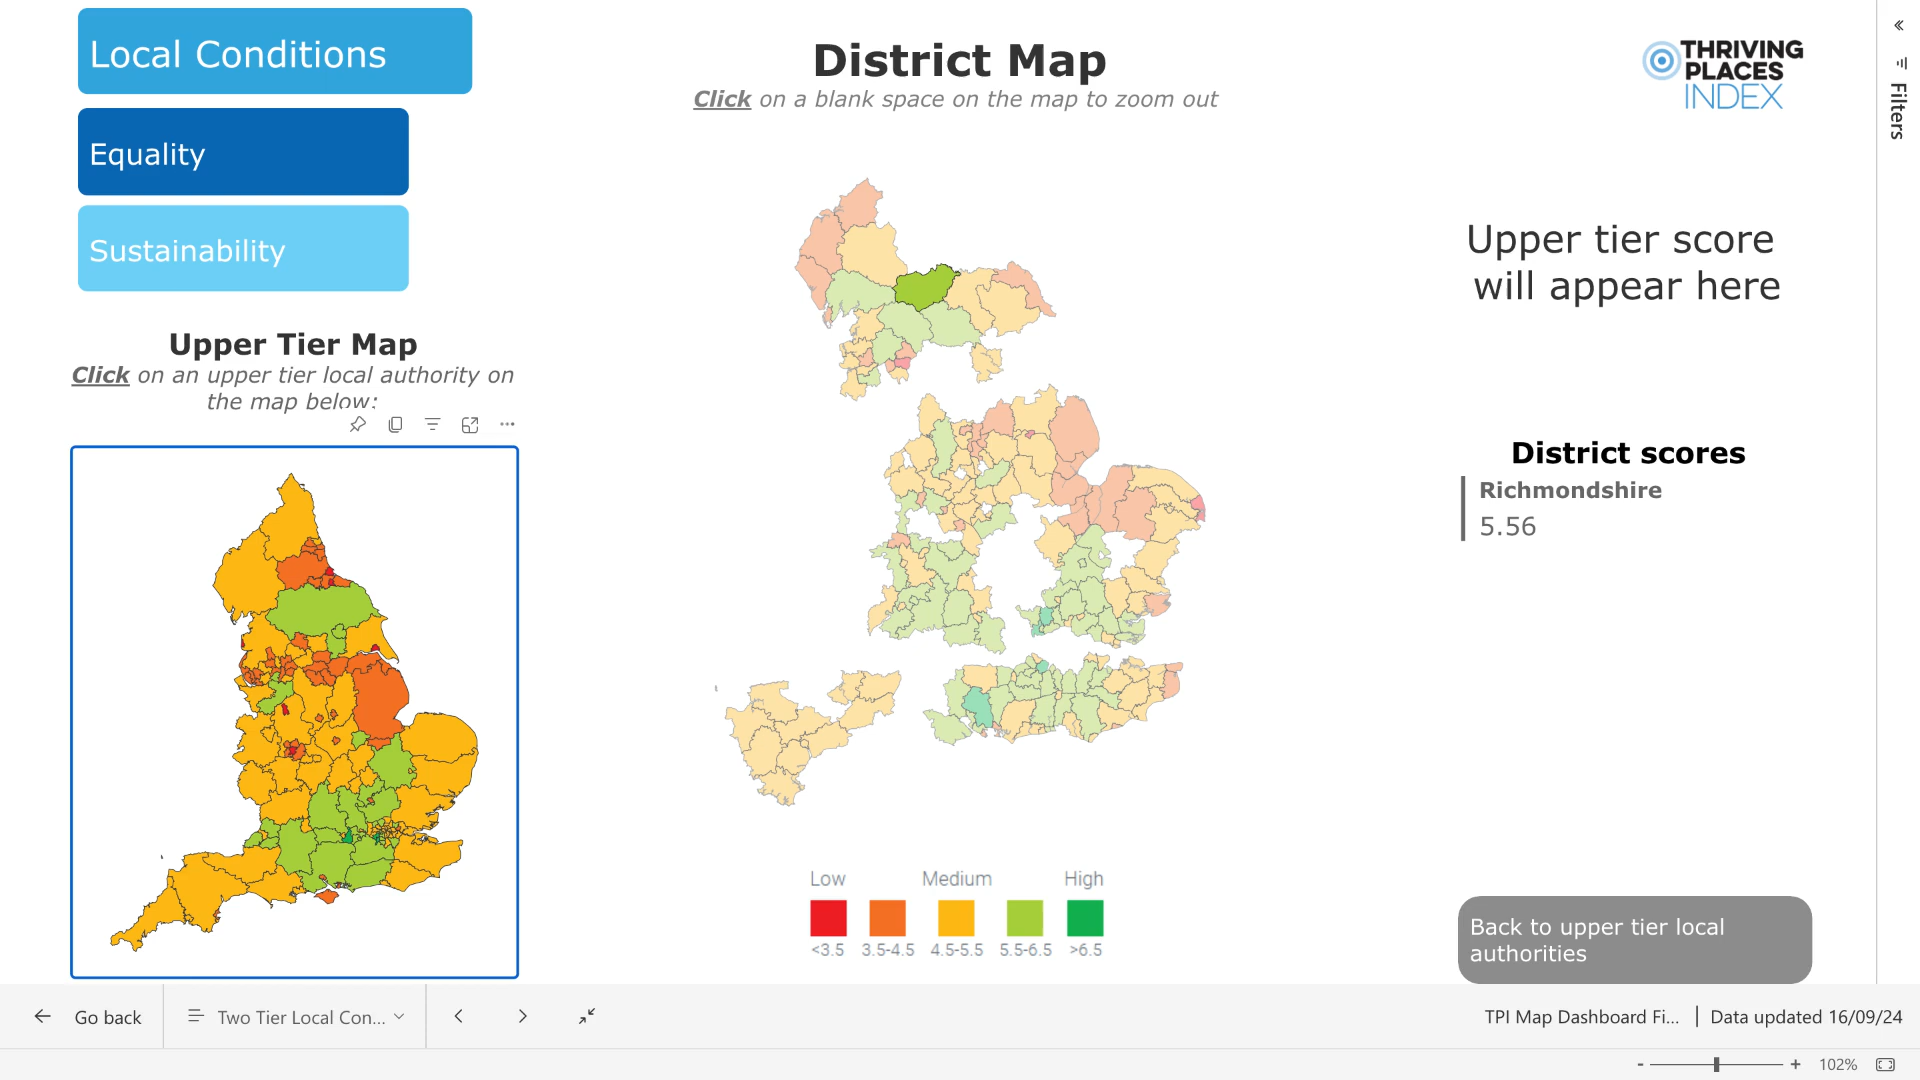 Local Conditions
Equality
Sustainability
Upper Tier Map
Click on an upper tier local authority on
the map below:
District Map
Click on a blank space on the map to zoom out
Low Medium High
<3.5 3.5-4.5 4.5-5.5 5.5-6.5 >6.5
THRIVING
PLACES
INDEX
Upper tier score
will appear here
District scores
Richmondshire
5.56
Back to upper tier local
authorities
Filters
Go back
Two Tier Local Con...
TPI Map Dashboard Fi... | Data updated 16/09/24
- + 102%